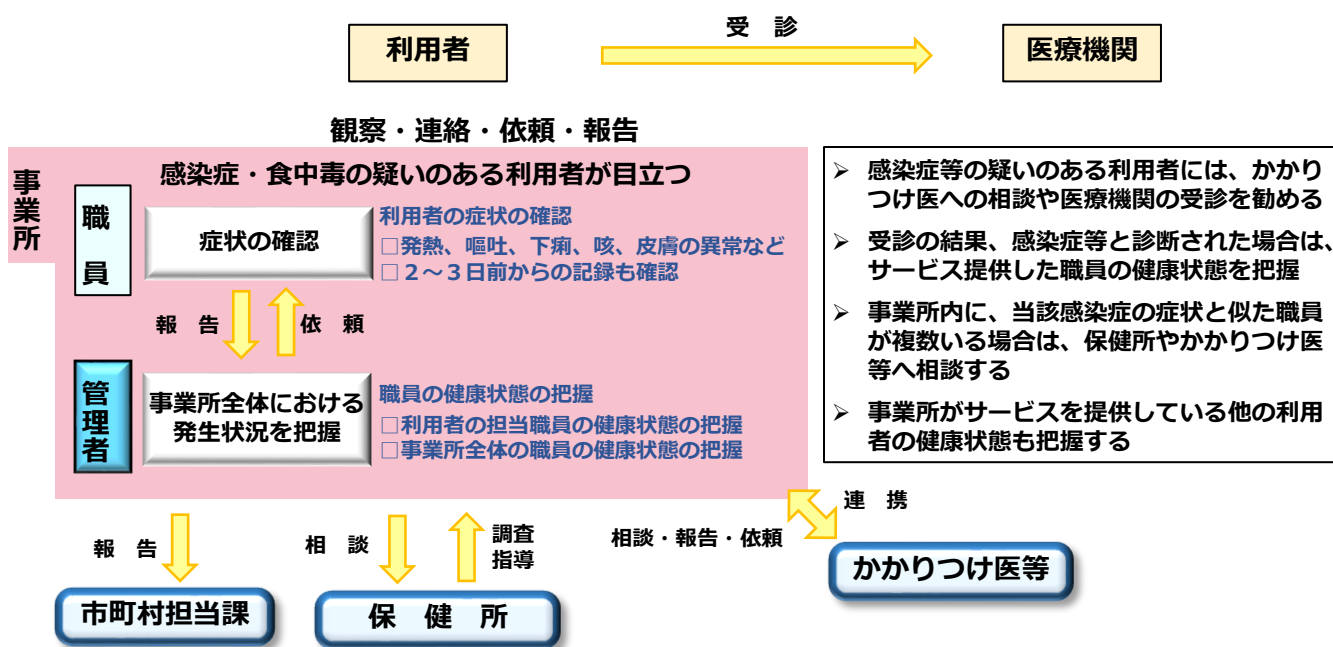 受 診
利用者
医療機関
観察・連絡・依頼・報告
事業所
感染症・食中毒の疑いのある利用者が目立つ
職員
症状の確認
利用者の症状の確認
□発熱、嘔吐、下痢、咳、皮膚の異常など
□２～３日前からの記録も確認
報 告
依 頼
管理者
事業所全体における
発生状況を把握
職員の健康状態の把握
□利用者の担当職員の健康状態の把握
□事業所全体の職員の健康状態の把握
➢ 感染症等の疑いのある利用者には、かかり
つけ医への相談や医療機関の受診を勧める
➢ 受診の結果、感染症等と診断された場合は、
サービス提供した職員の健康状態を把握
➢ 事業所内に、当該感染症の症状と似た職員
が複数いる場合は、保健所やかかりつけ医
等へ相談する
➢ 事業所がサービスを提供している他の利用
者の健康状態も把握する
報 告
相 談
調査
指導
相談・報告・依頼
連 携
市町村担当課
保 健 所
かかりつけ医等